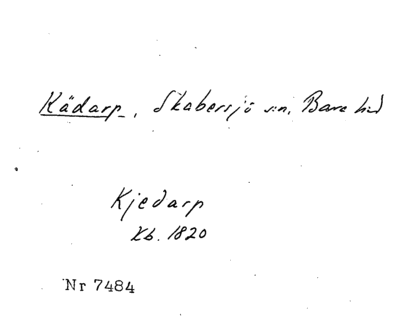 Kädarp, Skabersjö sn, Bara hd
Kjedarp
Kb. 1820
Nr 7484